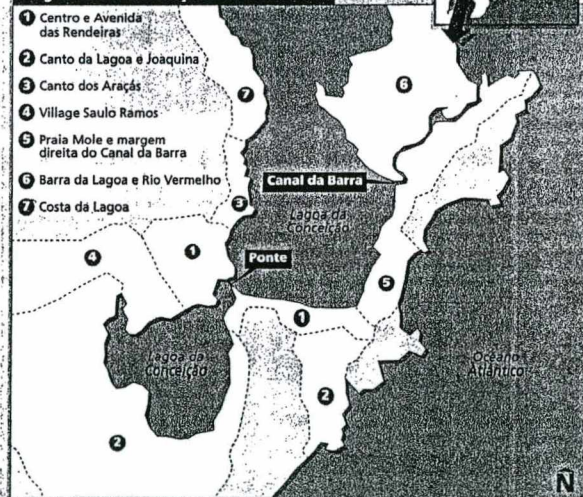 1 Centro e Avenida
das Rendeiras
2 Canto da Lagoa e Joaquina
3 Canto dos Araçás
4 Village Saulo Ramos
5 Praia Mole e margem
direita do Canal da Barra
6 Barra da Lagoa e Rio Vermelho
7 Costa da Lagoa
6
7
Canal da Barra
3
Lagoa da
Conceição
4
1
Ponte
5
1
Lagoa da
Conceição
Oceano
Atlântico
2
2
N